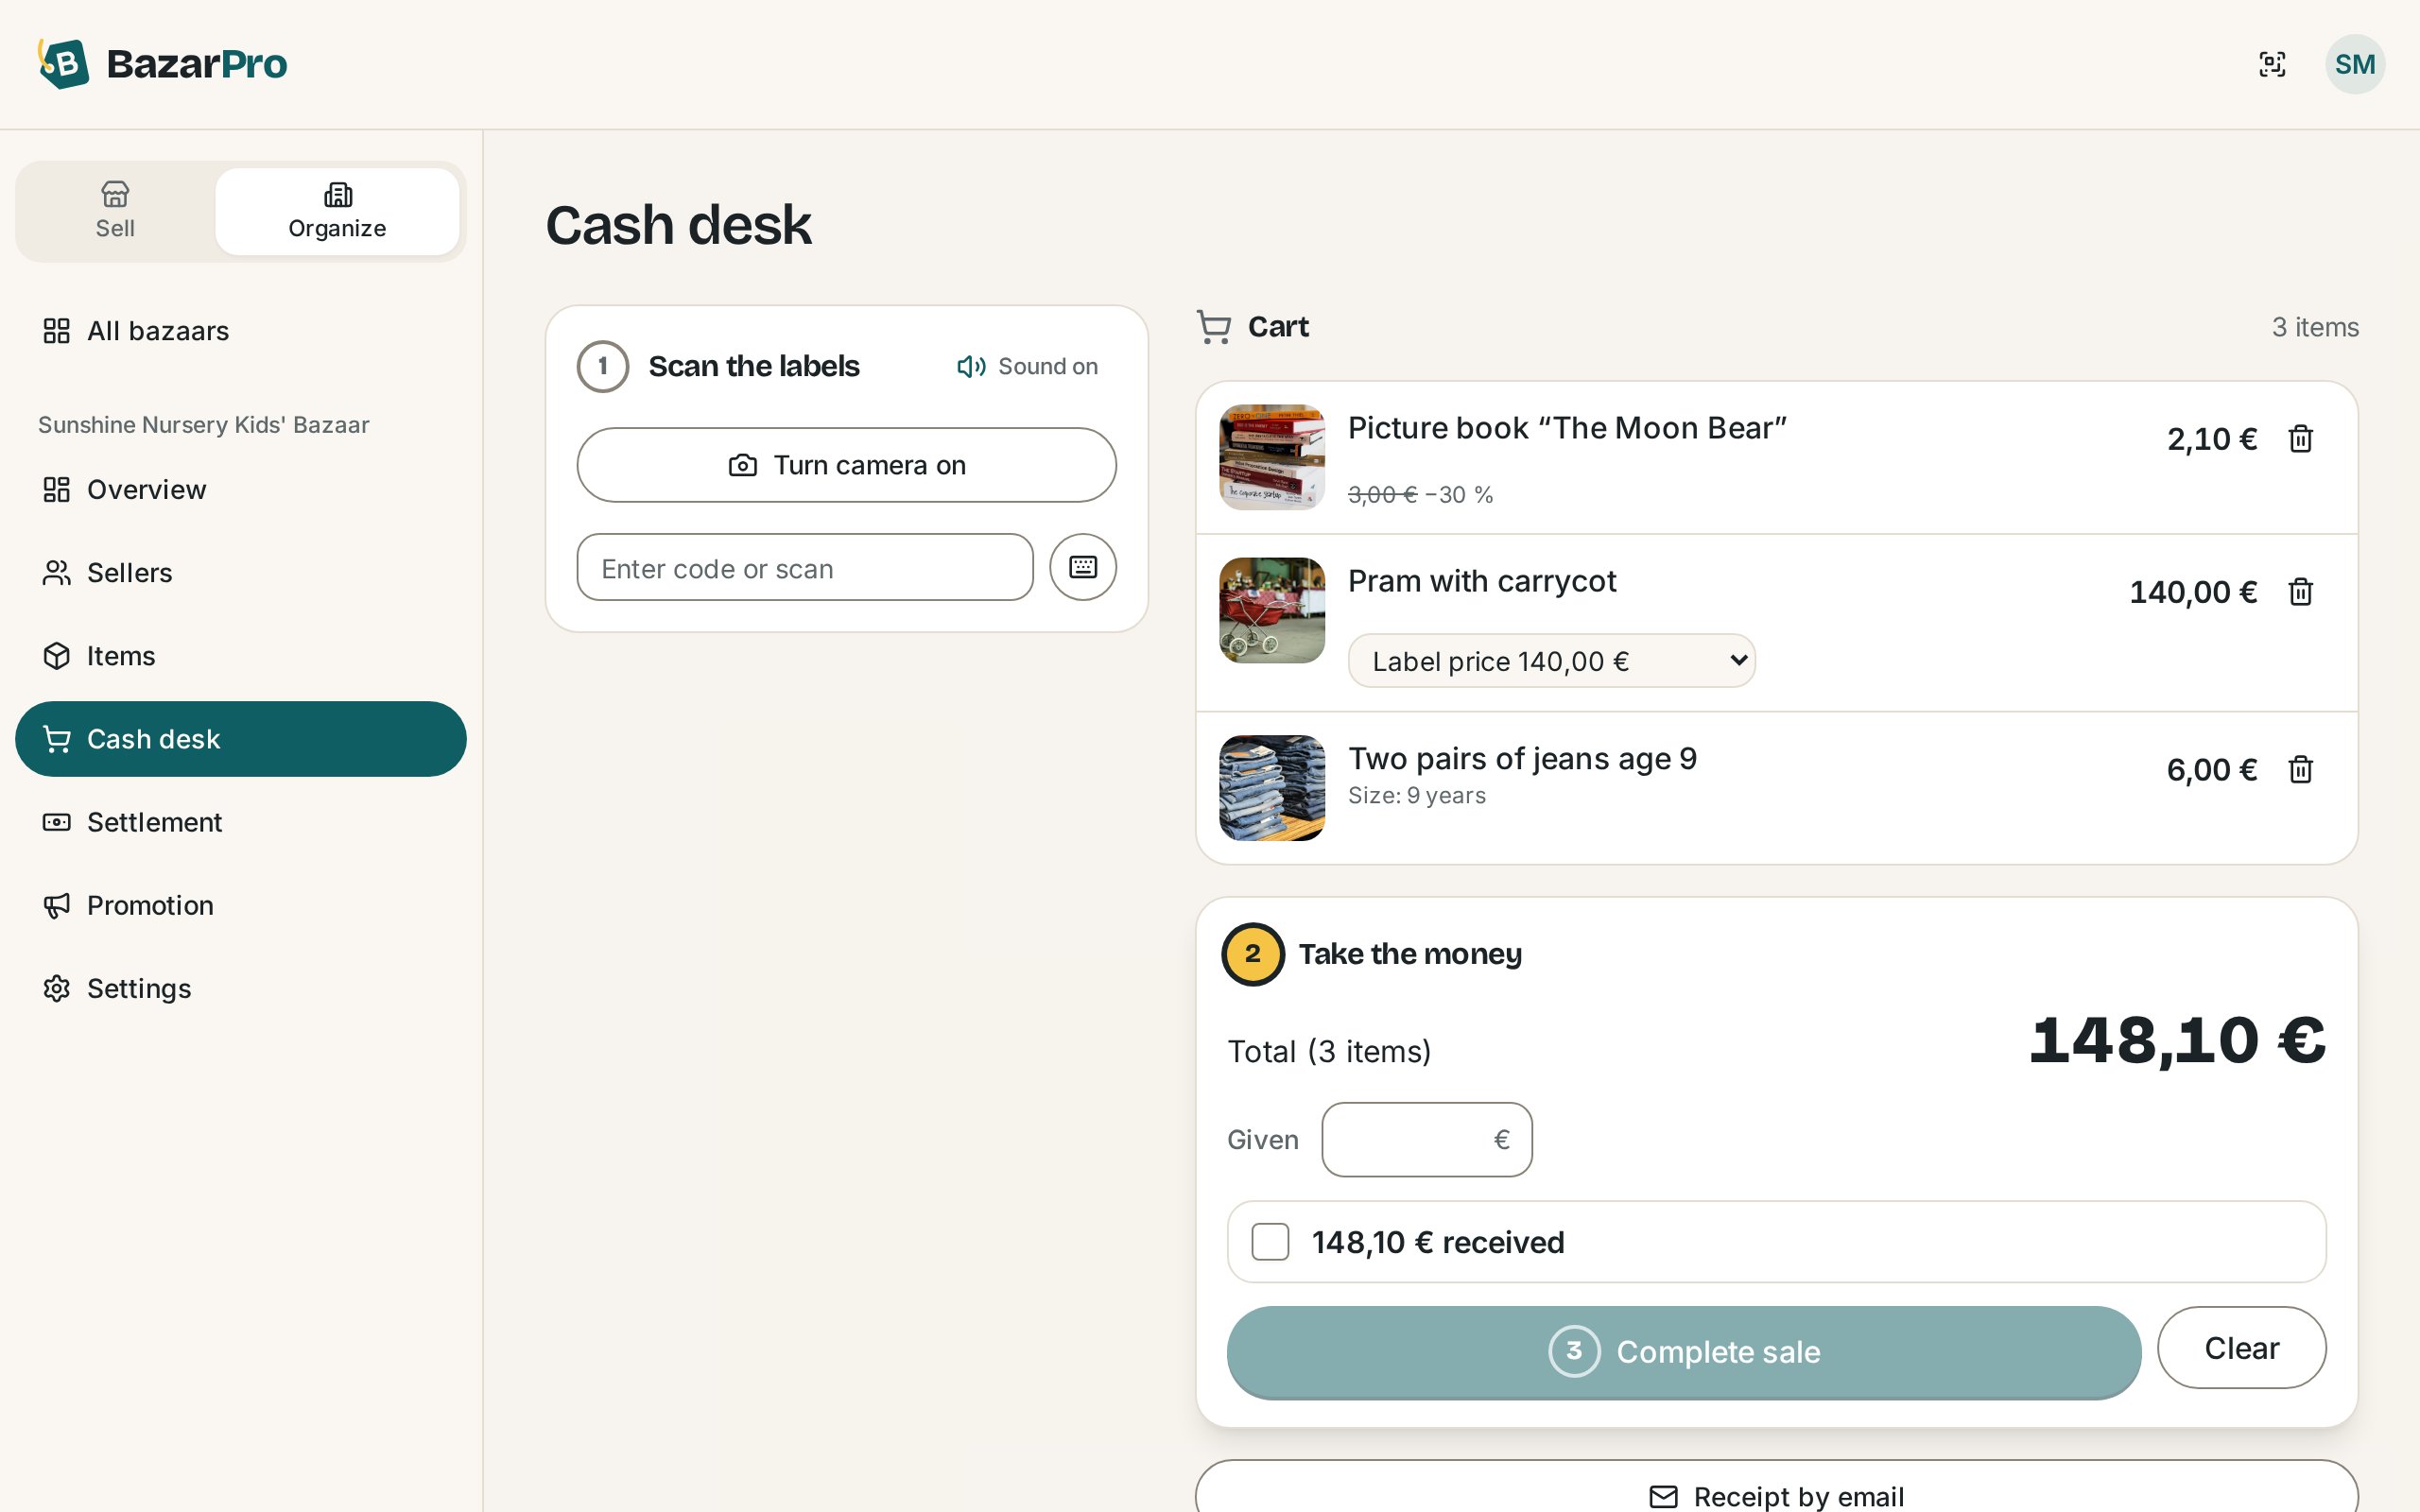 B BazarPro
SM
Sell
Organize
All bazaars
Sunshine Nursery Kids' Bazaar
Overview
Sellers
Items
Cash desk
Settlement
Promotion
Settings
Cash desk
1 Scan the labels
Sound on
Turn camera on
Enter code or scan
Cart
3 items
Picture book “The Moon Bear”
2,10 €
3,00 € −30 %
Pram with carrycot
140,00 €
Label price 140,00 €
Two pairs of jeans age 9
Size: 9 years
6,00 €
2 Take the money
Total (3 items)
148,10 €
Given
€
148,10 € received
3 Complete sale
Clear
Receipt by email